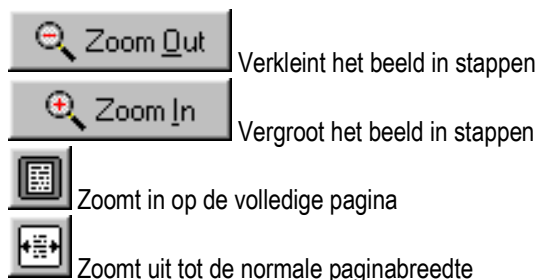 Zoom Out Verkleint het beeld in stappen
Zoom In Vergroot het beeld in stappen
Zoomt in op de volledige pagina
Zoomt uit tot de normale paginabreedte